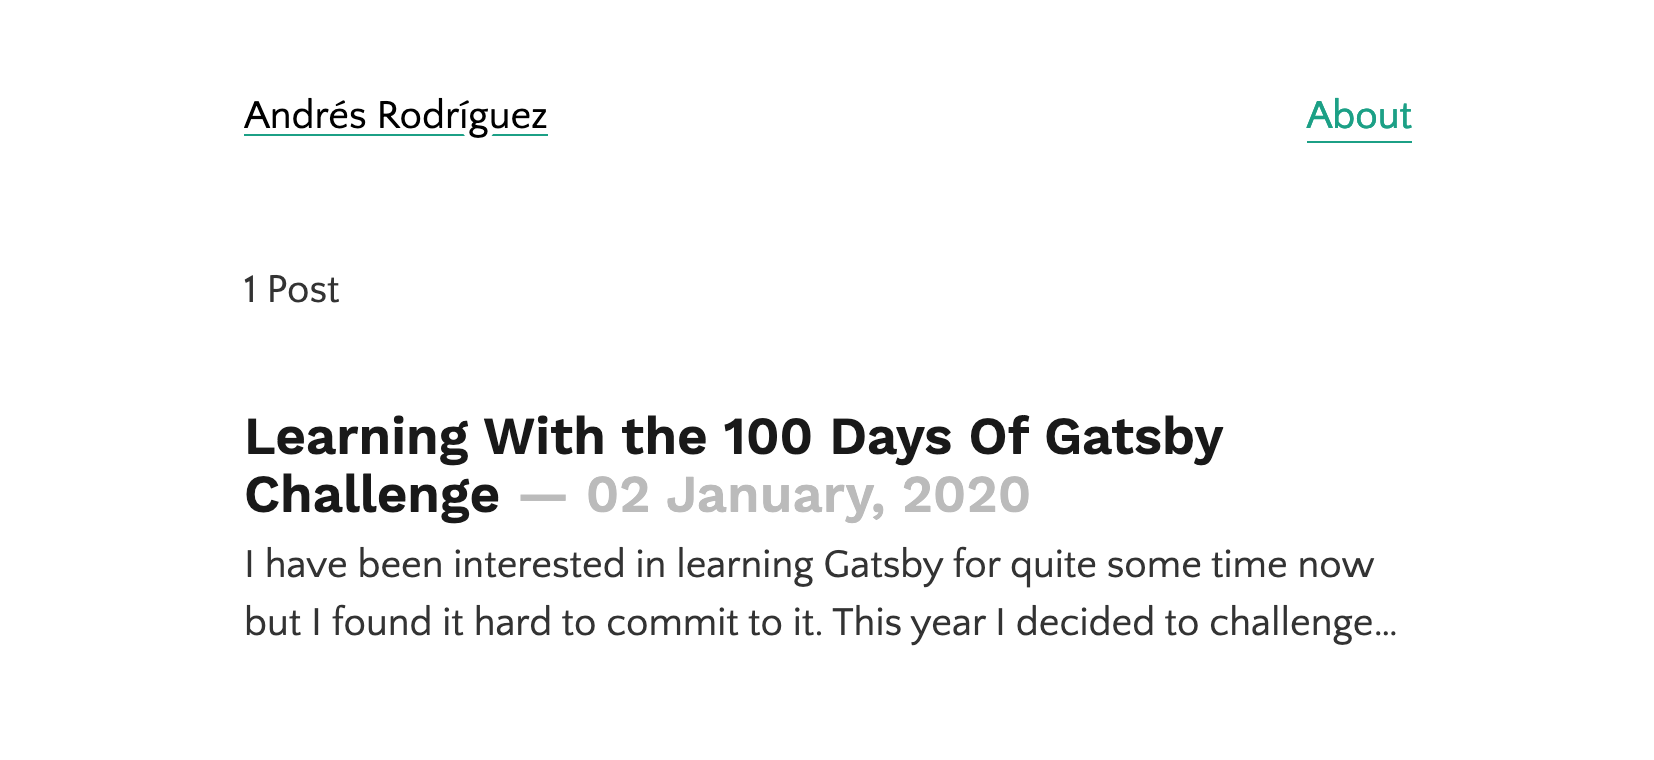 Andrés Rodríguez
About
1 Post
Learning With the 100 Days Of Gatsby
Challenge — 02 January, 2020
I have been interested in learning Gatsby for quite some time now
but I found it hard to commit to it. This year I decided to challenge…